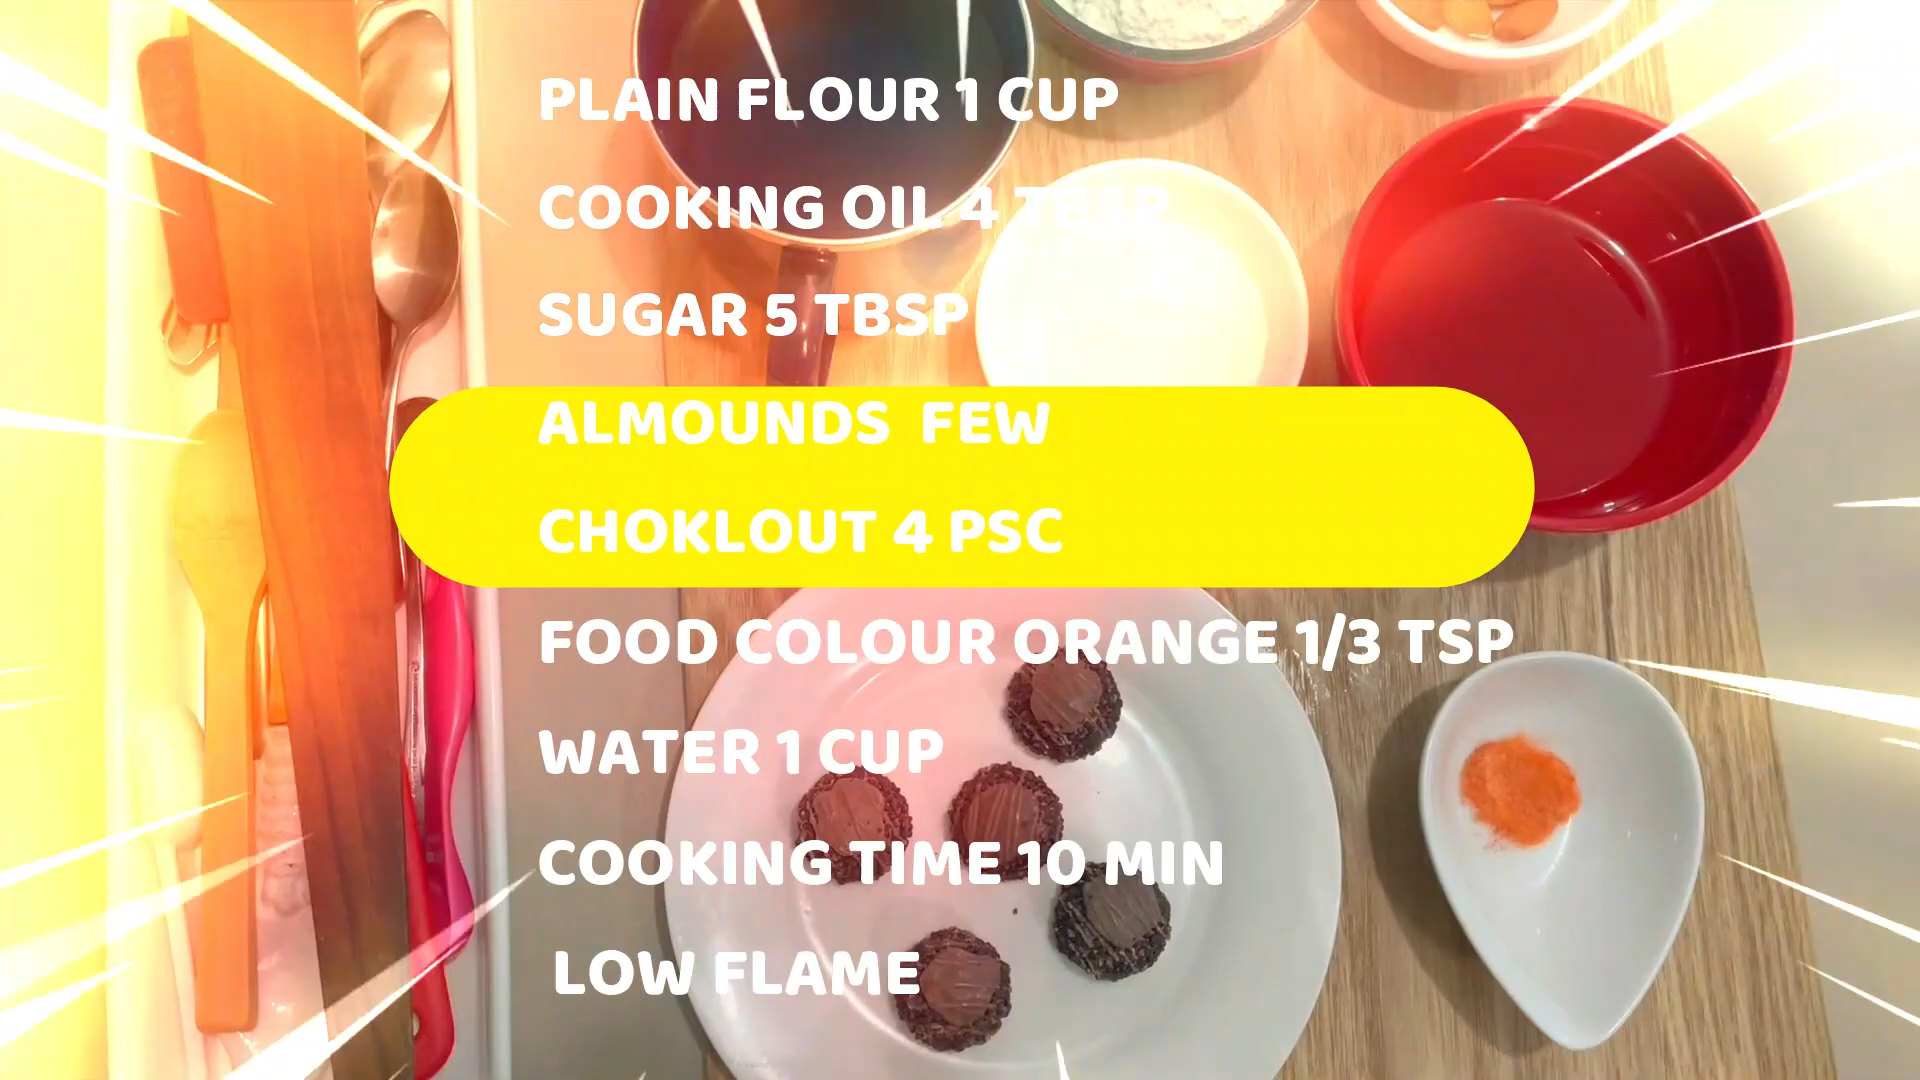 PLAIN FLOUR 1 CUP
COOKING OIL 4 TBSP
SUGAR 5 TBSP
ALMOUNDS FEW
CHOKLOUT 4 PSC
FOOD COLOUR ORANGE 1/3 TSP
WATER 1 CUP
COOKING TIME 10 MIN
LOW FLAME